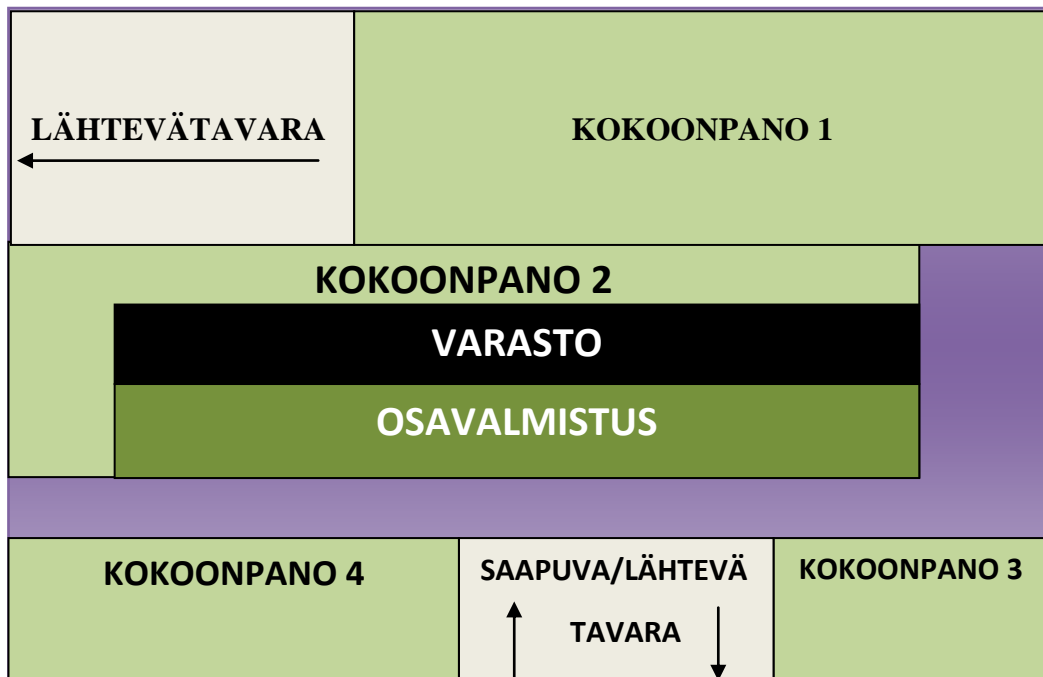 LÄHTEVÄTAVARA
KOKOONPANO 1
KOKOONPANO 2
VARASTO
OSAVALMISTUS
KOKOONPANO 4
SAAPUVA/LÄHTEVÄ
TAVARA
KOKOONPANO 3